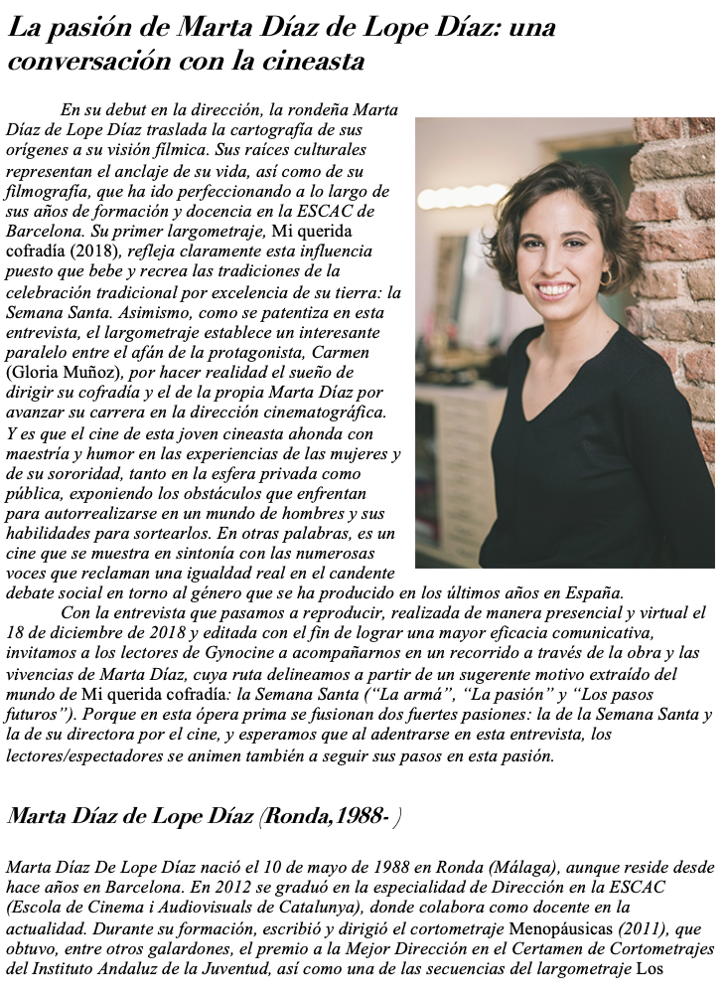 La pasión de Marta Díaz de Lope Díaz: una
conversación con la cineasta
En su debut en la dirección, la rondeña Marta
Díaz de Lope Díaz traslada la cartografía de sus
orígenes a su visión fílmica. Sus raíces culturales
representan el anclaje de su vida, así como de su
filmografía, que ha ido perfeccionando a lo largo de
sus años de formación y docencia en la ESCAC de
Barcelona. Su primer largometraje, Mi querida
cofradía (2018), refleja claramente esta influencia
puesto que bebe y recrea las tradiciones de la
celebración tradicional por excelencia de su tierra: la
Semana Santa. Asimismo, como se patentiza en esta
entrevista, el largometraje establece un interesante
paralelo entre el afán de la protagonista, Carmen
(Gloria Muñoz), por hacer realidad el sueño de
dirigir su cofradía y el de la propia Marta Díaz por
avanzar su carrera en la dirección cinematográfica.
Y es que el cine de esta joven cineasta ahonda con
maestría y humor en las experiencias de las mujeres y
de su sororidad, tanto en la esfera privada como
pública, exponiendo los obstáculos que enfrentan
para autorrealizarse en un mundo de hombres y sus
habilidades para sortearlos. En otras palabras, es un
cine que se muestra en sintonía con las numerosas
voces que reclaman una igualdad real en el candente
debate social en torno al género que se ha producido en los últimos años en España.
Con la entrevista que pasamos a reproducir, realizada de manera presencial y virtual el
18 de diciembre de 2018 y editada con el fin de lograr una mayor eficacia comunicativa,
invitamos a los lectores de Gynocine a acompañarnos en un recorrido a través de la obra y las
vivencias de Marta Díaz, cuya ruta delineamos a partir de un sugerente motivo extraído del
mundo de Mi querida cofradía: la Semana Santa (“La armá”, “La pasión” y “Los pasos
futuros”). Porque en esta ópera prima se fusionan dos fuertes pasiones: la de la Semana Santa y
la de su directora por el cine, y esperamos que al adentrarse en esta entrevista, los
lectores/espectadores se animen también a seguir sus pasos en esta pasión.
Marta Díaz de Lope Díaz (Ronda,1988- )
Marta Díaz De Lope Díaz nació el 10 de mayo de 1988 en Ronda (Málaga), aunque reside desde
hace años en Barcelona. En 2012 se graduó en la especialidad de Dirección en la ESCAC
(Escola de Cinema i Audiovisuals de Catalunya), donde colabora como docente en la
actualidad. Durante su formación, escribió y dirigió el cortometraje Menopáusicas (2011), que
obtuvo, entre otros galardones, el premio a la Mejor Dirección en el Certamen de Cortometrajes
del Instituto Andaluz de la Juventud, así como una de las secuencias del largometraje Los